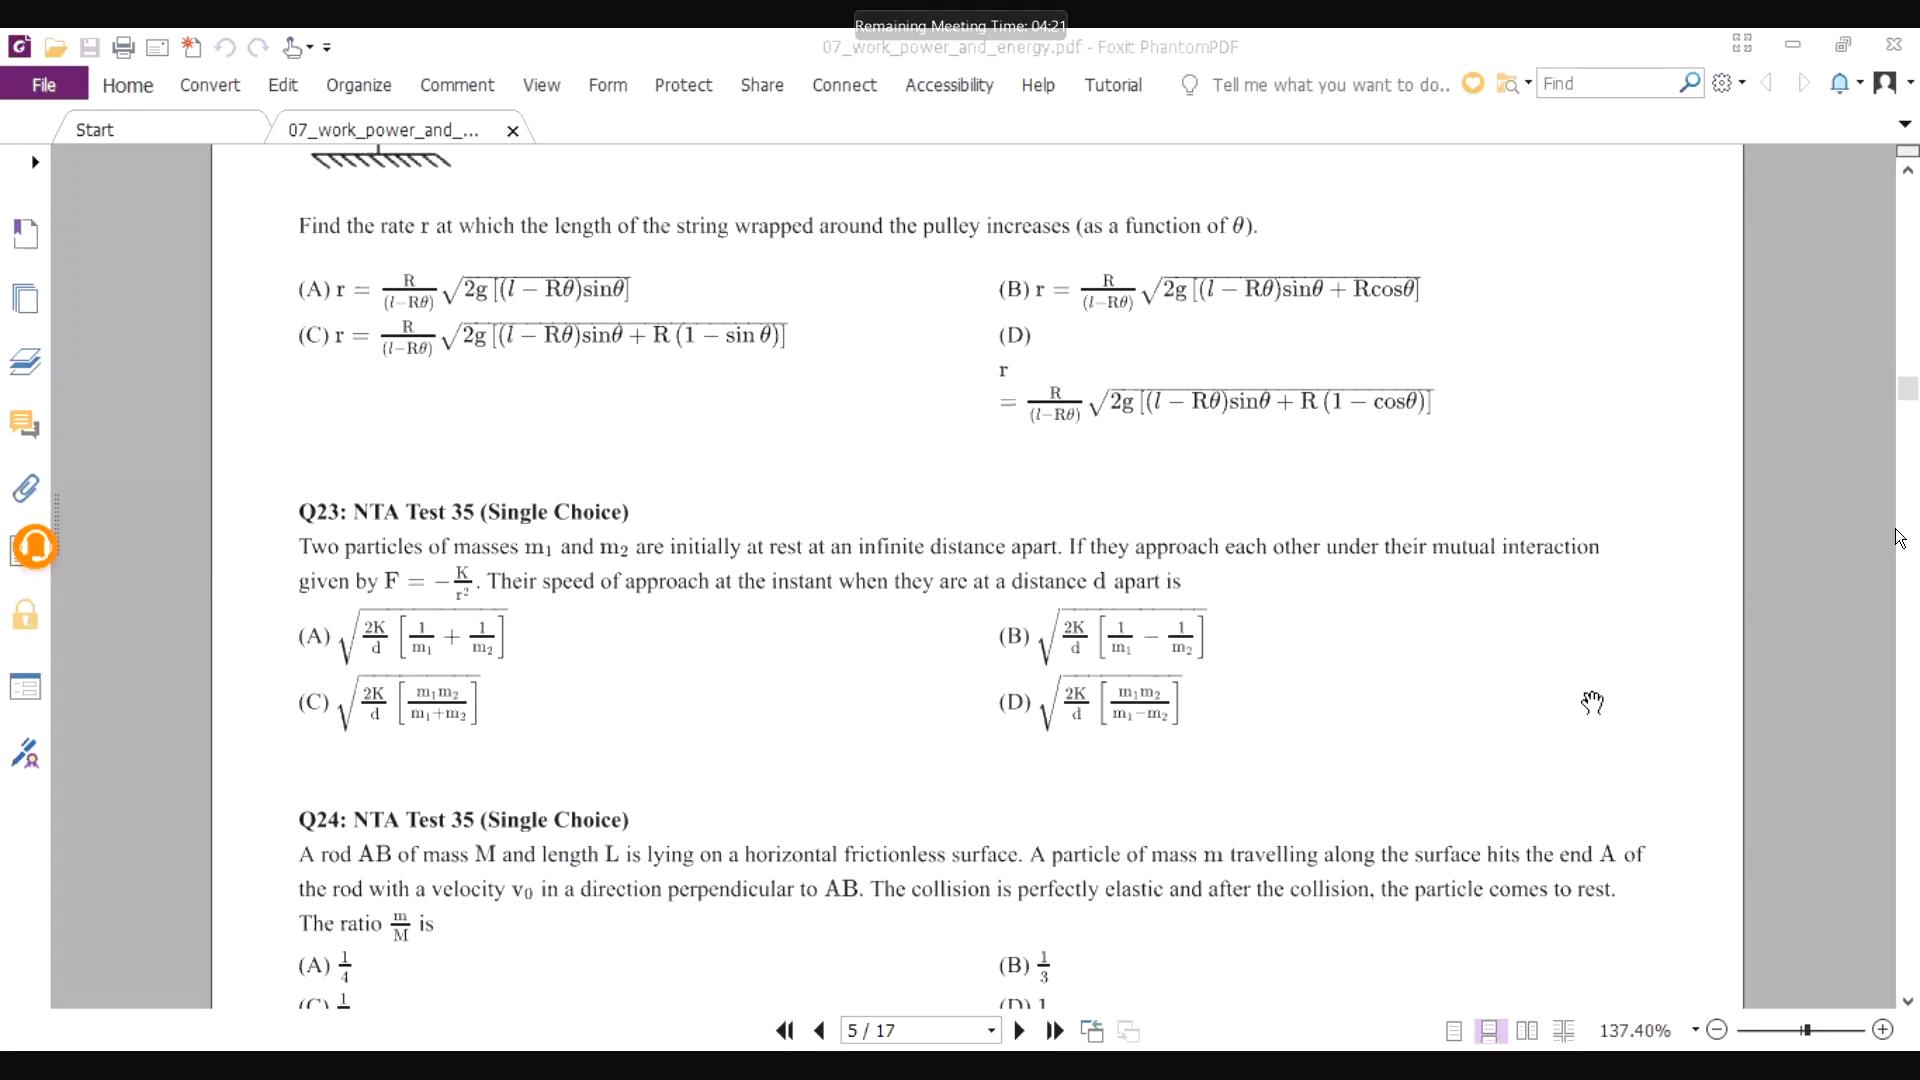 Remaining Meeting Time: 04:21
07_work_power_and_energy.pdf - Foxit PhantomPDF
File Home Convert Edit Organize Comment View Form Protect Share Connect Accessibility Help Tutorial Tell me what you want to do.. Find
Start 07_work_power_and_...
Find the rate r at which the length of the string wrapped around the pulley increases (as a function of θ).
(A) r = R/(l−Rθ) √2g [(l − Rθ)sinθ] (B) r = R/(l−Rθ) √2g [(l − Rθ)sinθ + Rcosθ]
(C) r = R/(l−Rθ) √2g [(l − Rθ)sinθ + R (1 − sin θ)] (D)
r
= R/(l−Rθ) √2g [(l − Rθ)sinθ + R (1 − cosθ)]
Q23: NTA Test 35 (Single Choice)
Two particles of masses m₁ and m₂ are initially at rest at an infinite distance apart. If they approach each other under their mutual interaction
given by F = −K/r². Their speed of approach at the instant when they are at a distance d apart is
(A) √2K/d [1/m₁ + 1/m₂] (B) √2K/d [1/m₁ − 1/m₂]
(C) √2K/d [m₁m₂/m₁+m₂] (D) √2K/d [m₁m₂/m₁−m₂]
Q24: NTA Test 35 (Single Choice)
A rod AB of mass M and length L is lying on a horizontal frictionless surface. A particle of mass m travelling along the surface hits the end A of
the rod with a velocity v₀ in a direction perpendicular to AB. The collision is perfectly elastic and after the collision, the particle comes to rest.
The ratio m/M is
(A) 1/4 (B) 1/3
(C) 1 (D) 1
5 / 17 137.40%